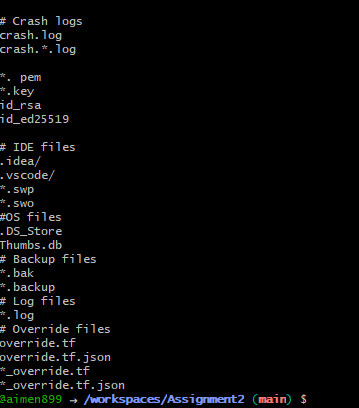 # Crash logs
crash.log
crash.*.log
*. pem
*.key
id_rsa
id_ed25519
# IDE files
.idea/
.vscode/
*.swp
*.swo
#OS files
.DS_Store
Thumbs.db
# Backup files
*.bak
*.backup
# Log files
*.log
# Override files
override.tf
override.tf.json
*_override.tf
*_override.tf.json
@aimen899 → /workspaces/Assignment2 (main) $